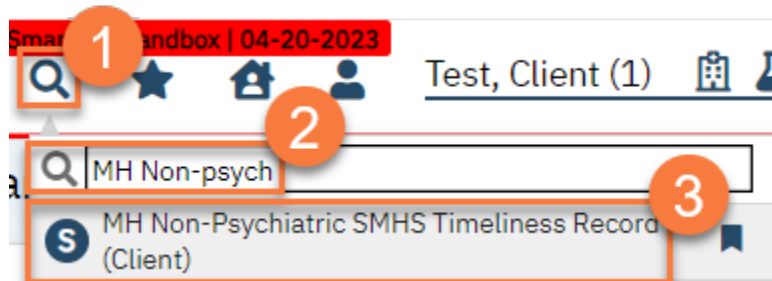 Smar andbox | 04-20-2023
1
Test, Client (1)
2
MH Non-psych
3
S
MH Non-Psychiatric SMHS Timeliness Record
(Client)